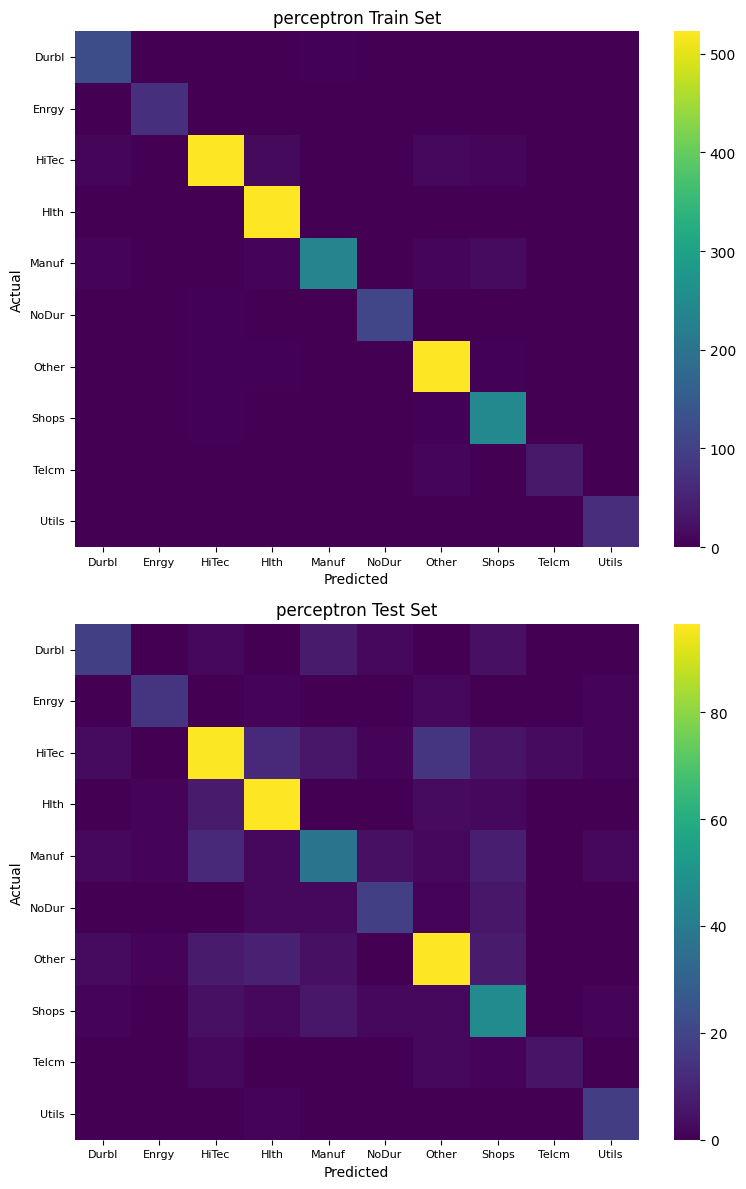 perceptron Train Set
Durbl
Enrgy
HiTec
Hlth
Manuf
NoDur
Other
Shops
Telcm
Utils
Actual
Durbl Enrgy HiTec Hlth Manuf NoDur Other Shops Telcm Utils
Predicted
500
400
300
200
100
0
perceptron Test Set
Durbl
Enrgy
HiTec
Hlth
Manuf
NoDur
Other
Shops
Telcm
Utils
Actual
Durbl Enrgy HiTec Hlth Manuf NoDur Other Shops Telcm Utils
Predicted
80
60
40
20
0